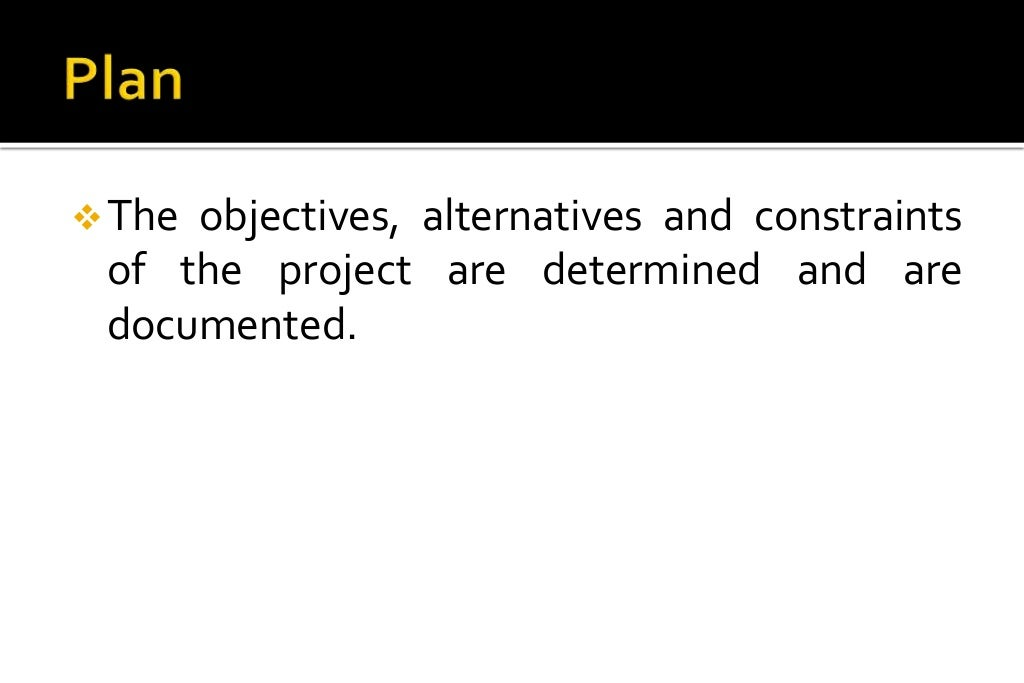 Plan
The objectives, alternatives and constraints
of the project are determined and are
documented.